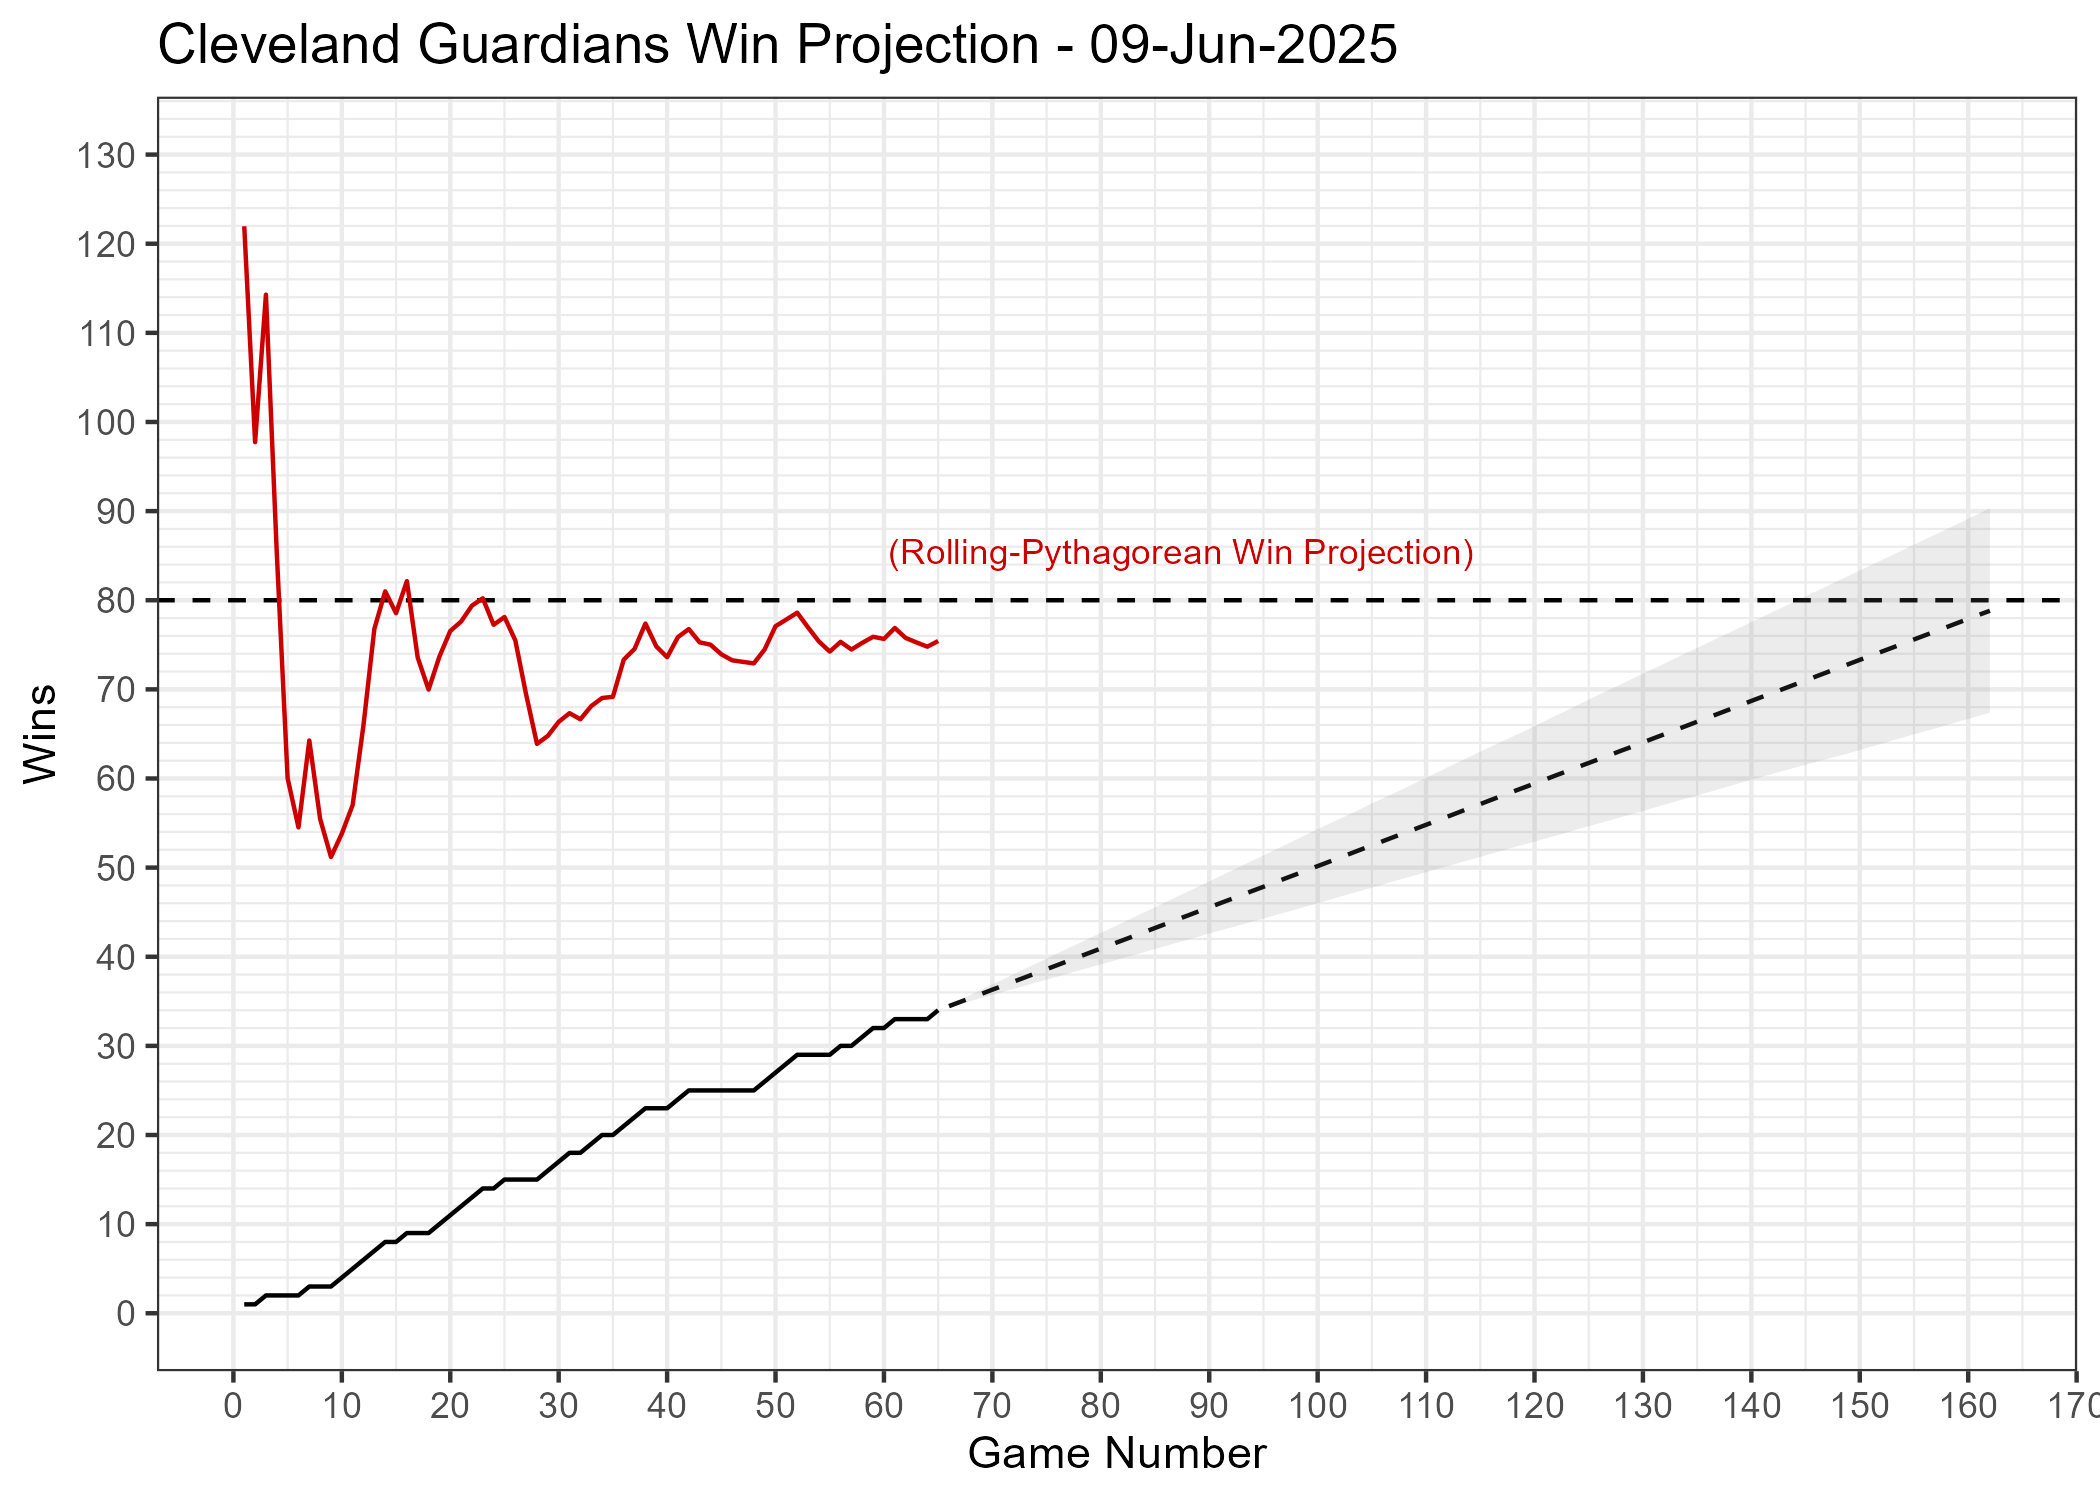 Cleveland Guardians Win Projection - 09-Jun-2025
130
120
110
100
90
80
70
60
50
40
30
20
10
0
Wins
(Rolling-Pythagorean Win Projection)
0 10 20 30 40 50 60 70 80 90 100 110 120 130 140 150 160 170
Game Number